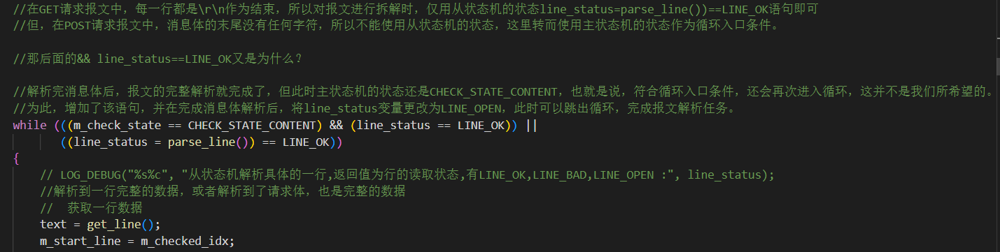 //在GET请求报文中，每一行都是\r\n作为结束，所以对报文进行拆解时，仅用从状态机的状态line_status=parse_line())==LINE_OK语句即可
//但，在POST请求报文中，消息体的末尾没有任何字符，所以不能使用从状态机的状态，这里转而使用主状态机的状态作为循环入口条件。
//那后面的&& line_status==LINE_OK又是为什么？
//解析完消息体后，报文的完整解析就完成了，但此时主状态机的状态还是CHECK_STATE_CONTENT，也就是说，符合循环入口条件，还会再次进入循环，这并不是我们所希望的。
//为此，增加了该语句，并在完成消息体解析后，将line_status变量更改为LINE_OPEN，此时可以跳出循环，完成报文解析任务。
while (((m_check_state == CHECK_STATE_CONTENT) && (line_status == LINE_OK)) ||
((line_status = parse_line()) == LINE_OK))
{
// LOG_DEBUG("%s%c", "从状态机解析具体的一行,返回值为行的读取状态,有LINE_OK,LINE_BAD,LINE_OPEN :", line_status);
//解析到一行完整的数据，或者解析到了请求体，也是完整的数据
//  获取一行数据
text = get_line();
m_start_line = m_checked_idx;